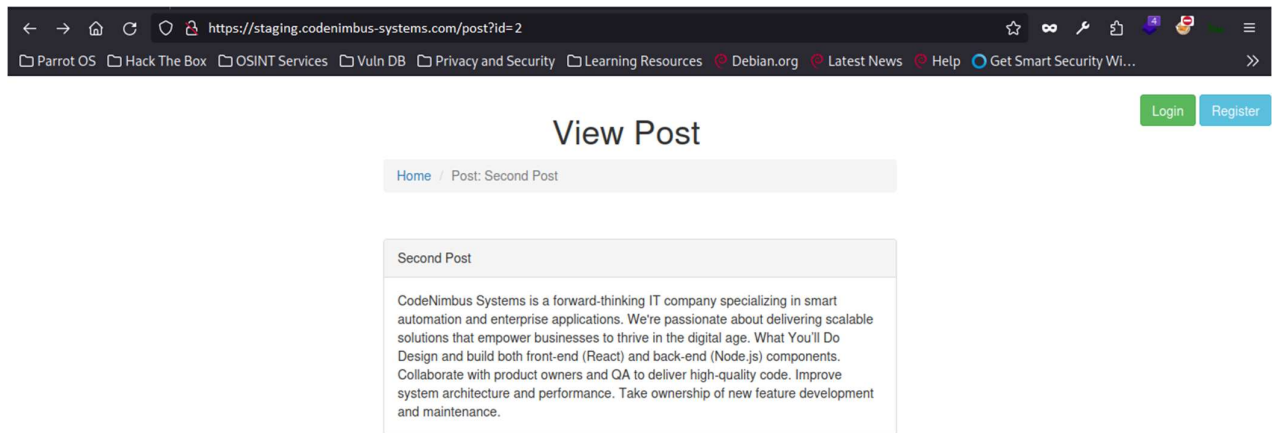 https://staging.codenimbus-systems.com/post?id=2
4
Parrot OS Hack The Box OSINT Services Vuln DB Privacy and Security Learning Resources Debian.org Latest News Help Get Smart Security Wi...
Login Register
View Post
Home / Post: Second Post
Second Post
CodeNimbus Systems is a forward-thinking IT company specializing in smart
automation and enterprise applications. We're passionate about delivering scalable
solutions that empower businesses to thrive in the digital age. What You'll Do
Design and build both front-end (React) and back-end (Node.js) components.
Collaborate with product owners and QA to deliver high-quality code. Improve
system architecture and performance. Take ownership of new feature development
and maintenance.